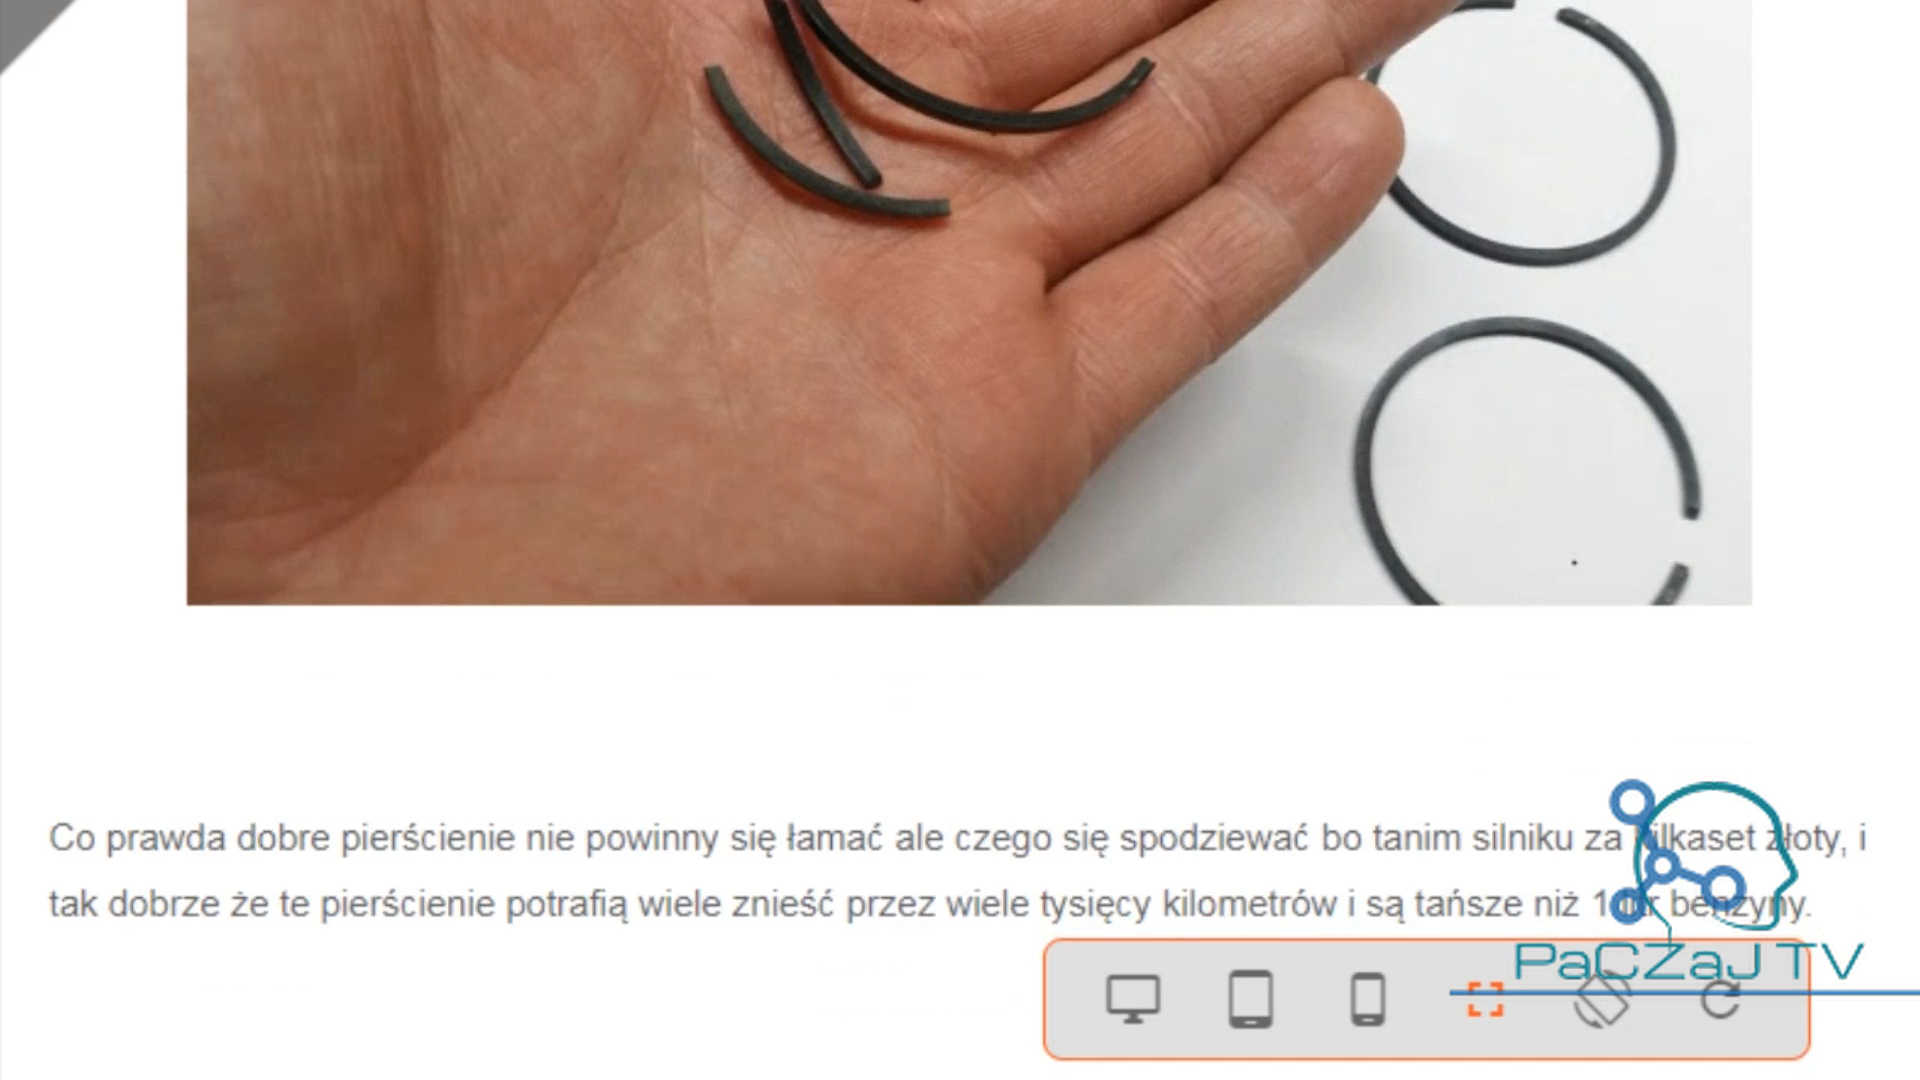 Co prawda dobre pierścienie nie powinny się łamać ale czego się spodziewać bo tanim silniku za kilkaset złoty, i
tak dobrze że te pierścienie potrafią wiele znieść przez wiele tysięcy kilometrów i są tańsze niż 1 litr benzyny.
PaCZaJ TV